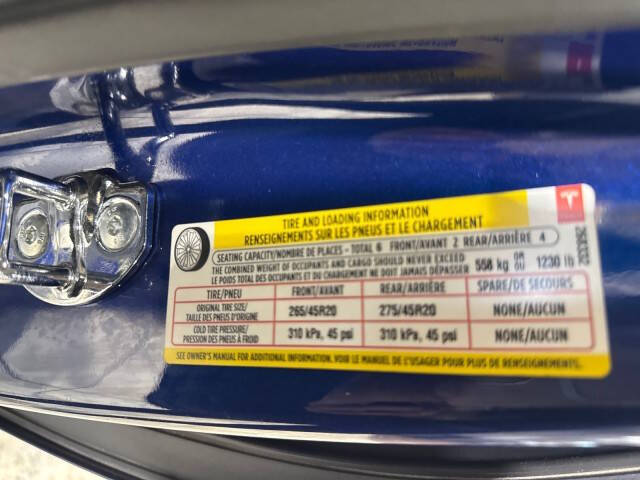 TIRE AND LOADING INFORMATION
RENSEIGNEMENTS SUR LES PNEUS ET LE CHARGEMENT
SEATING CAPACITY/NOMBRE DE PLACES - TOTAL 6 FRONT/AVANT 2 REAR/ARRIÈRE 4
THE COMBINED WEIGHT OF OCCUPANTS AND CARGO SHOULD NEVER EXCEED 558 kg OR OU 1230 lb
LE POIDS TOTAL DES OCCUPANTS ET DU CHARGEMENT NE DOIT JAMAIS DÉPASSER
TIRE/PNEU FRONT/AVANT REAR/ARRIÈRE SPARE/DE SECOURS
ORIGINAL TIRE SIZE/
TAILLE DES PNEUS D'ORIGINE 265/45R20 275/45R20 NONE/AUCUN
COLD TIRE PRESSURE/
PRESSION DES PNEUS À FROID 310 kPa, 45 psi 310 kPa, 45 psi NONE/AUCUN
SEE OWNER'S MANUAL FOR ADDITIONAL INFORMATION. VOIR LE MANUEL DE L'USAGER POUR PLUS DE RENSEIGNEMENTS.